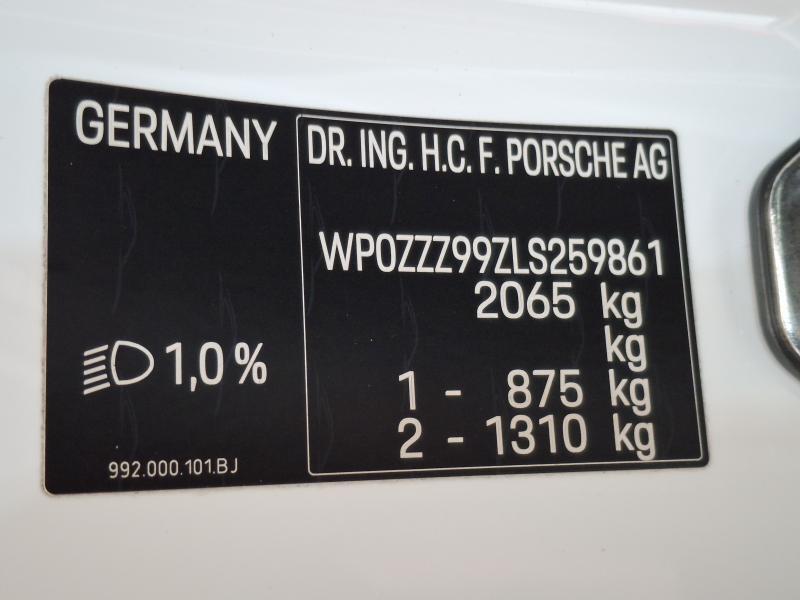 GERMANY
DR. ING. H.C. F. PORSCHE AG
WP0ZZZ99ZLS259861
2065 kg
kg
1 - 875 kg
2 - 1310 kg
1,0 %
992.000.101.BJ